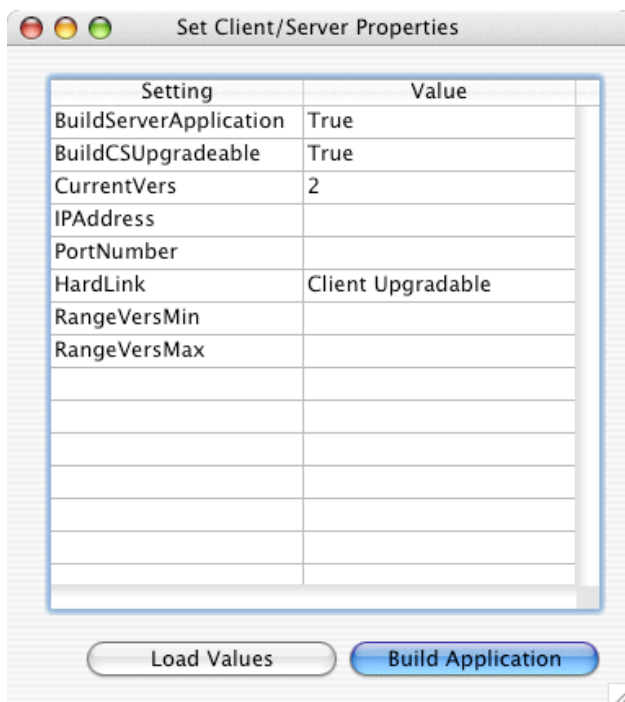 Set Client/Server Properties
Setting Value
BuildServerApplication True
BuildCSUpgradeable True
CurrentVers 2
IPAddress
PortNumber
HardLink Client Upgradable
RangeVersMin
RangeVersMax
Load Values Build Application